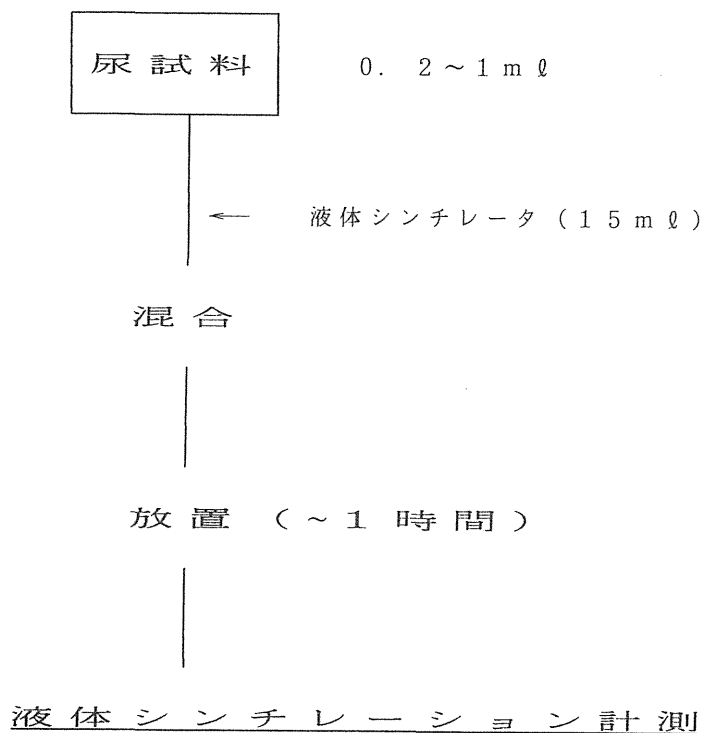 尿試料 0.2~1mℓ
液体シンチレータ(15mℓ)
混合
放置(~1時間)
液体シンチレーション計測